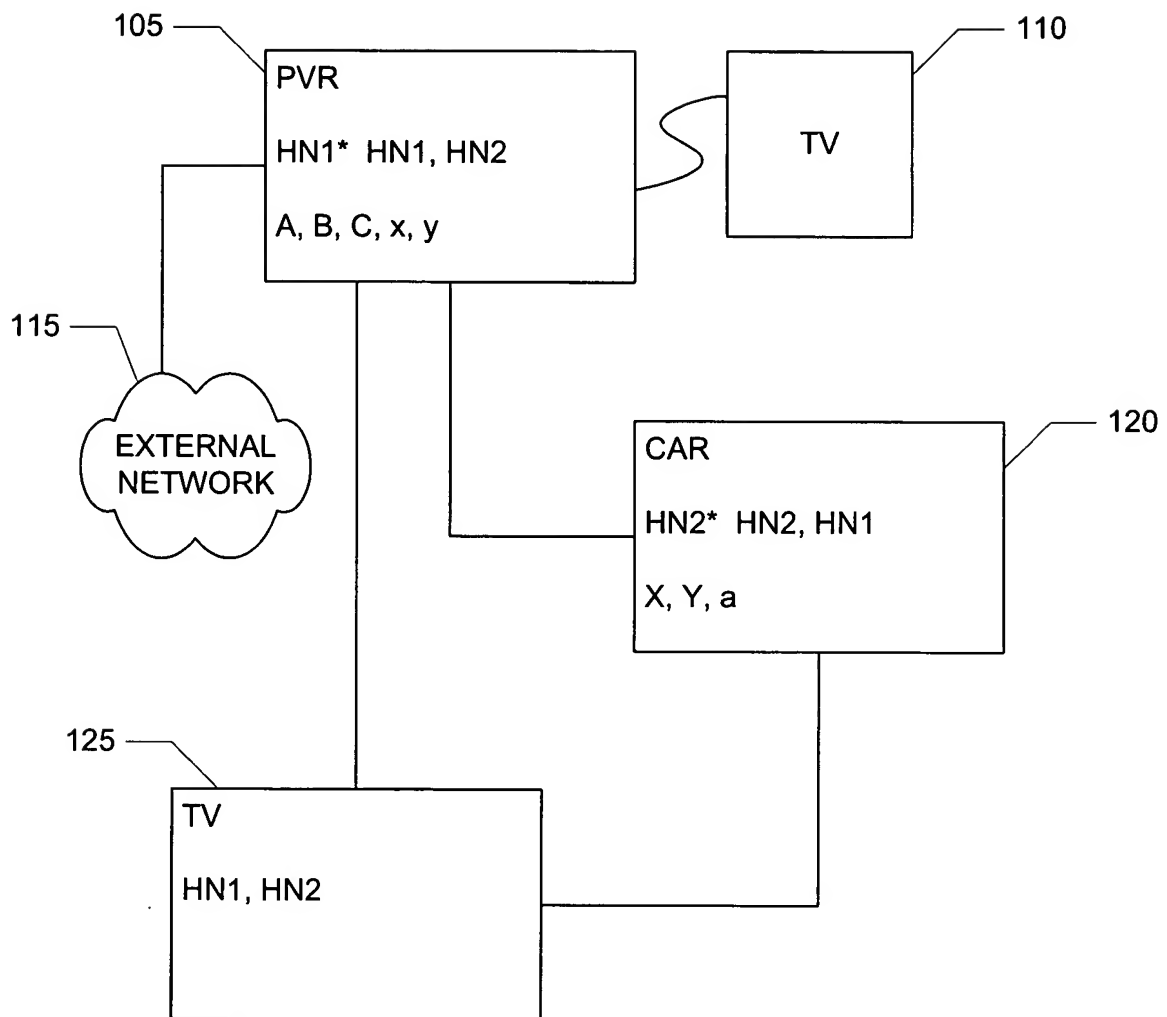 105
PVR
HN1* HN1, HN2
A, B, C, x, y
110
TV
115
EXTERNAL
NETWORK
120
CAR
HN2* HN2, HN1
X, Y, a
125
TV
HN1, HN2